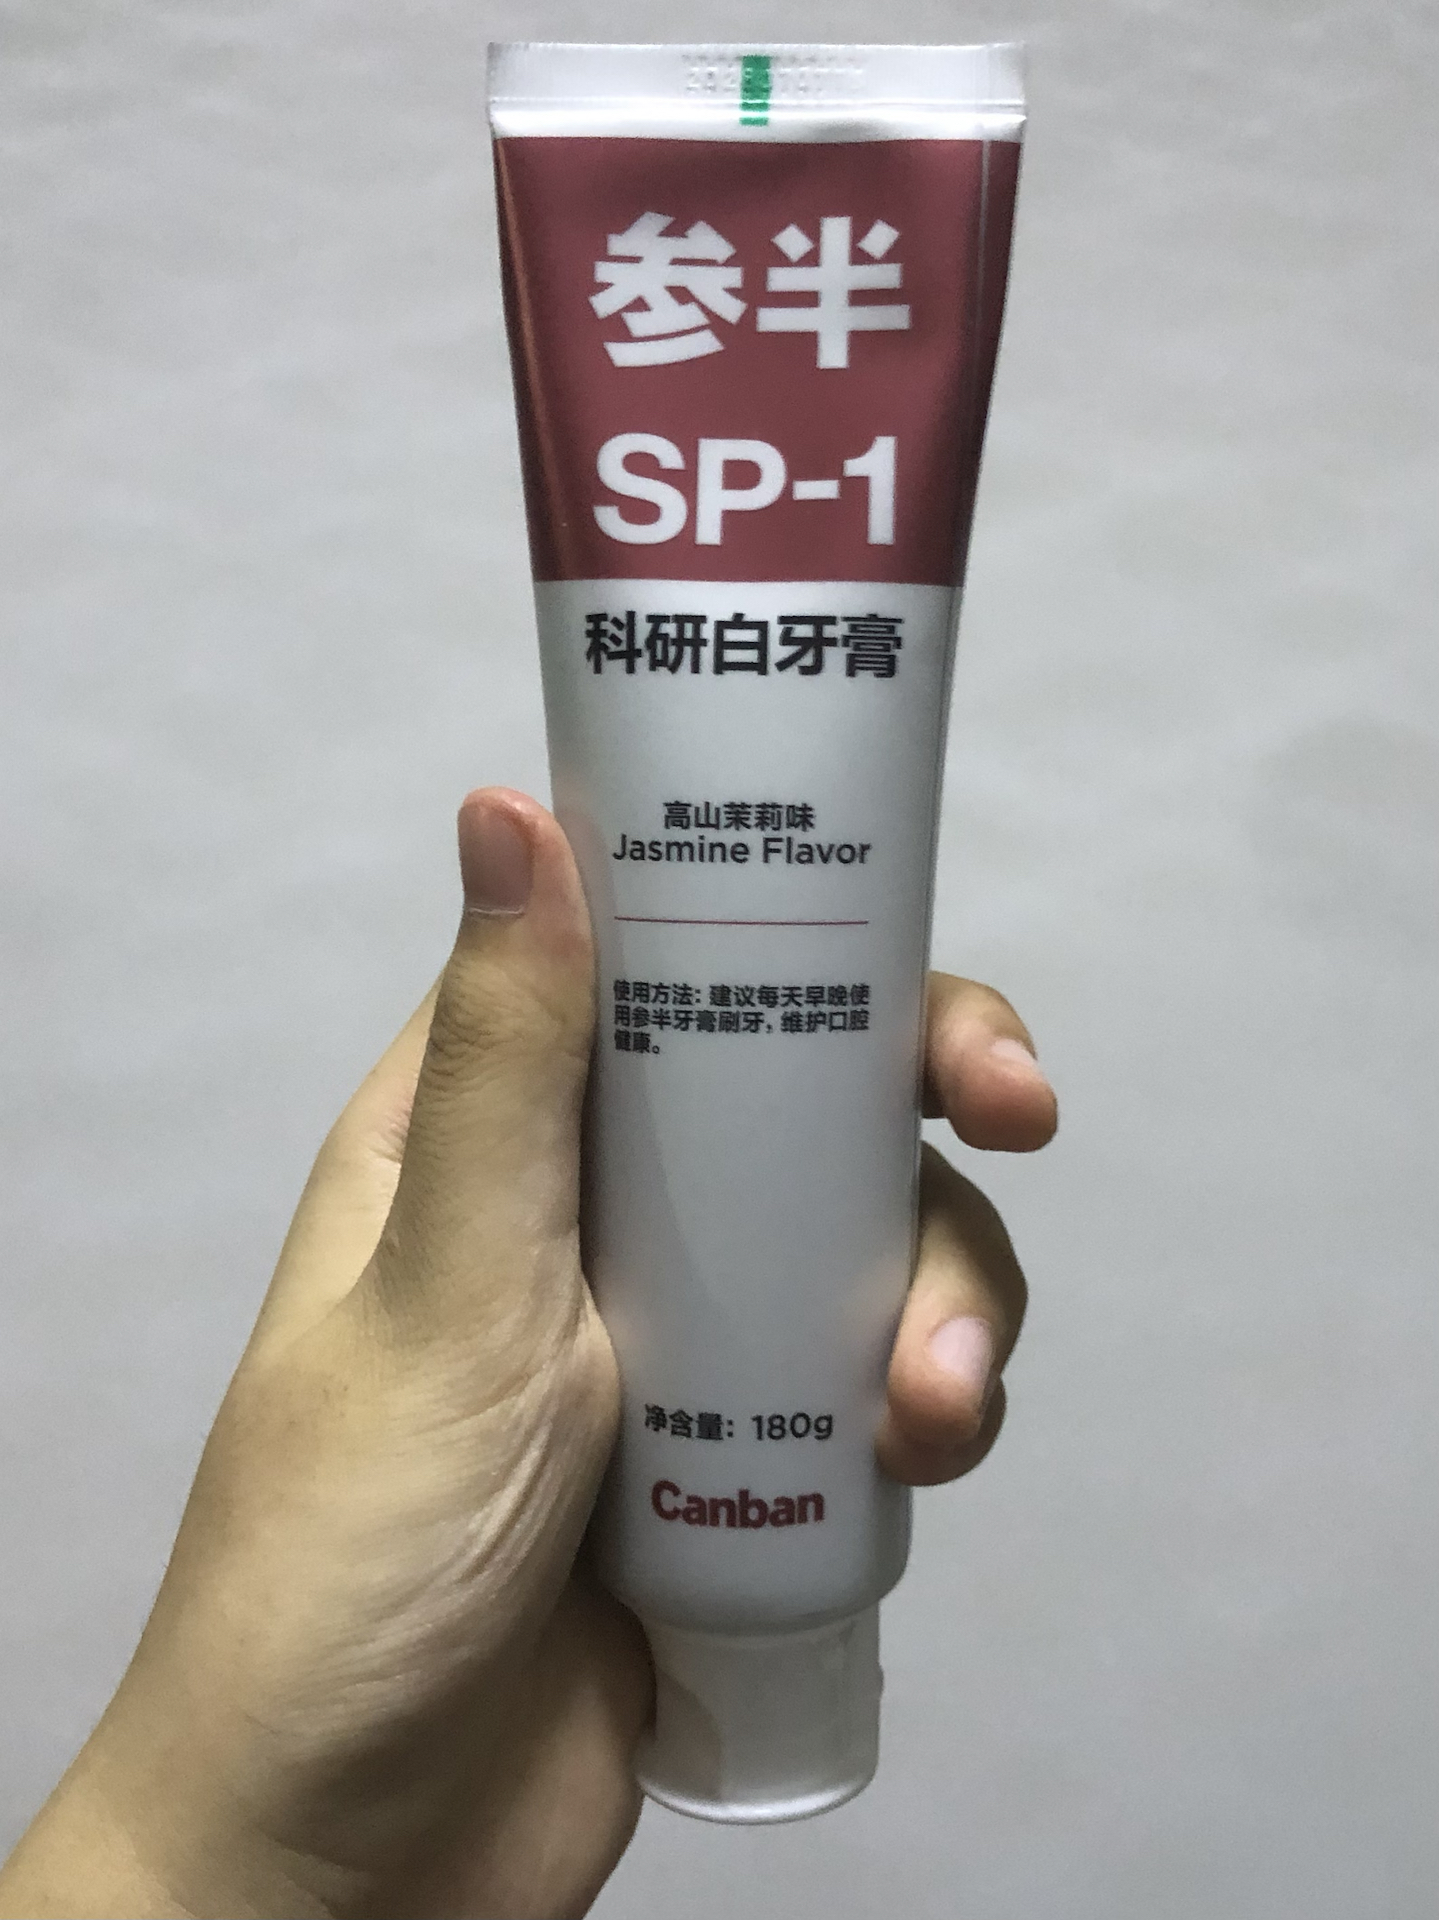 参半
SP-1
科研白牙膏
高山茉莉味
Jasmine Flavor
使用方法：建议每天早晚使
用参半牙膏刷牙，维护口腔
健康。
净含量：180g
Canban